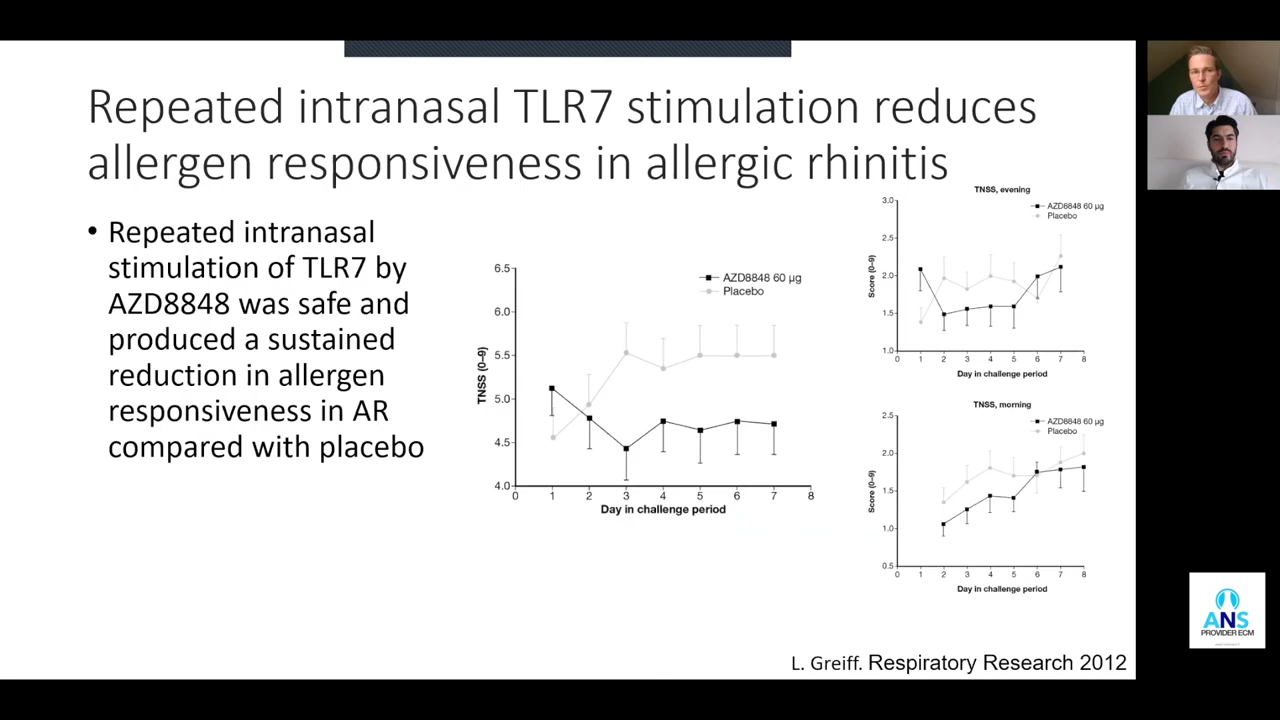 Repeated intranasal TLR7 stimulation reduces
allergen responsiveness in allergic rhinitis
• Repeated intranasal
stimulation of TLR7 by
AZD8848 was safe and
produced a sustained
reduction in allergen
responsiveness in AR
compared with placebo
6.5
6.0
5.5
5.0
4.5
4.0
TNSS (0–9)
AZD8848 60 µg
Placebo
0 1 2 3 4 5 6 7 8
Day in challenge period
TNSS, evening
3.0
2.5
2.0
1.5
1.0
Score (0–9)
AZD8848 60 µg
Placebo
0 1 2 3 4 5 6 7 8
Day in challenge period
TNSS, morning
2.5
2.0
1.5
1.0
0.5
Score (0–9)
AZD8848 60 µg
Placebo
0 1 2 3 4 5 6 7 8
Day in challenge period
L. Greiff. Respiratory Research 2012
ANS
PROVIDER ECM